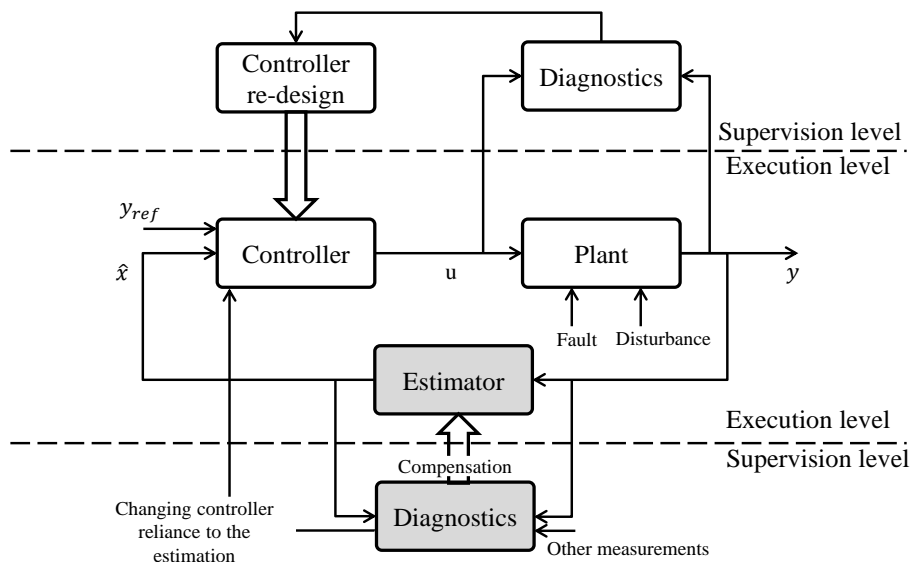 Controller
re-design
Diagnostics
Supervision level
Execution level
y_ref
x̂
Controller
u
Plant
y
Fault
Disturbance
Estimator
Execution level
Supervision level
Compensation
Diagnostics
Changing controller
reliance to the
estimation
Other measurements